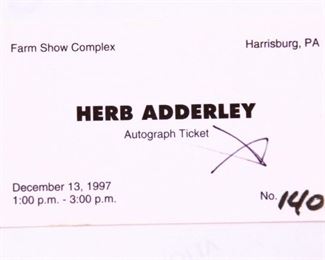 Farm Show Complex Harrisburg, PA
HERB ADDERLEY
Autograph Ticket
December 13, 1997
1:00 p.m. - 3:00 p.m. No. 140